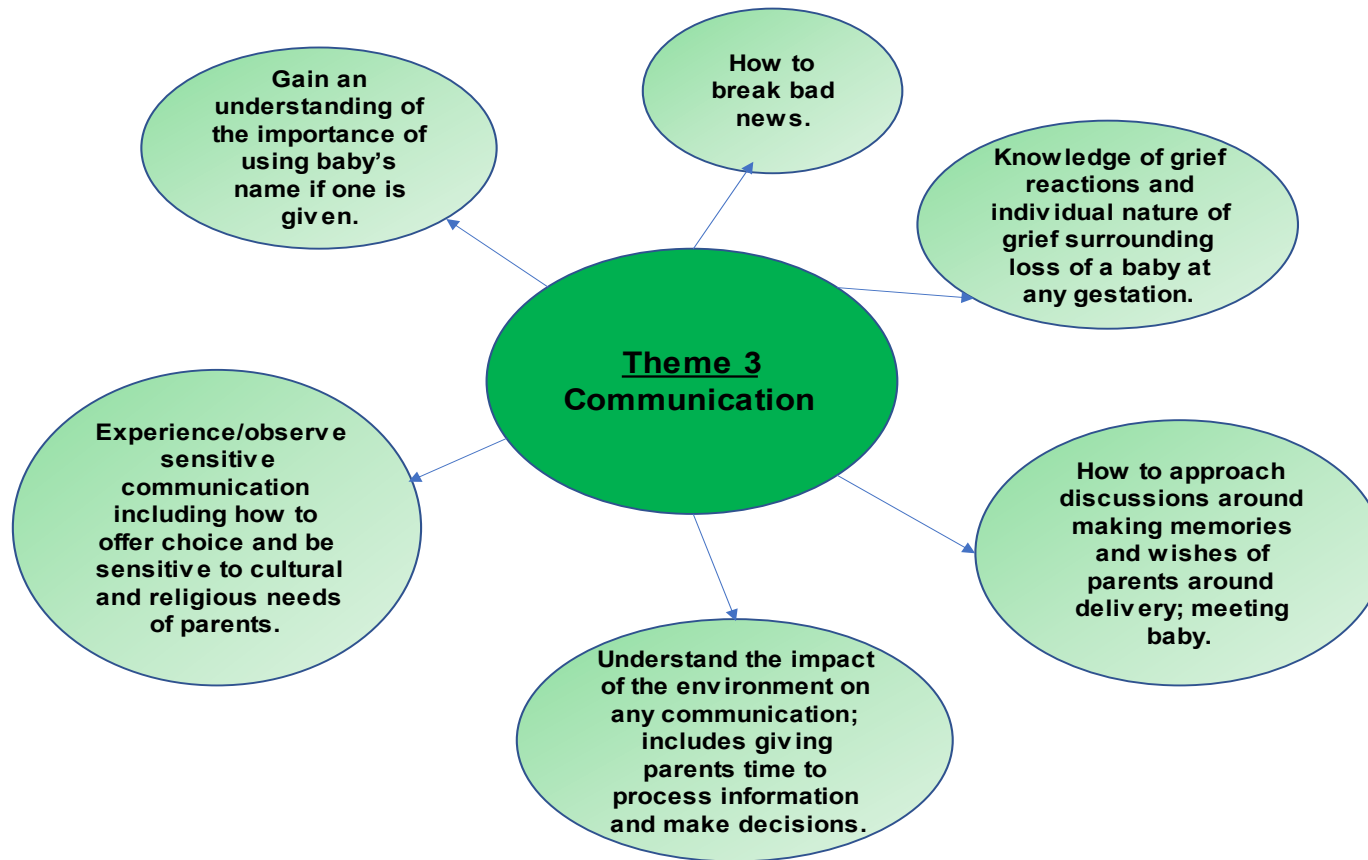 Gain an
understanding of
the importance of
using baby’s
name if one is
given.
How to
break bad
news.
Knowledge of grief
reactions and
individual nature of
grief surrounding
loss of a baby at
any gestation.
Theme 3
Communication
Experience/observe
sensitive
communication
including how to
offer choice and be
sensitive to cultural
and religious needs
of parents.
How to approach
discussions around
making memories
and wishes of
parents around
delivery; meeting
baby.
Understand the impact
of the environment on
any communication;
includes giving
parents time to
process information
and make decisions.